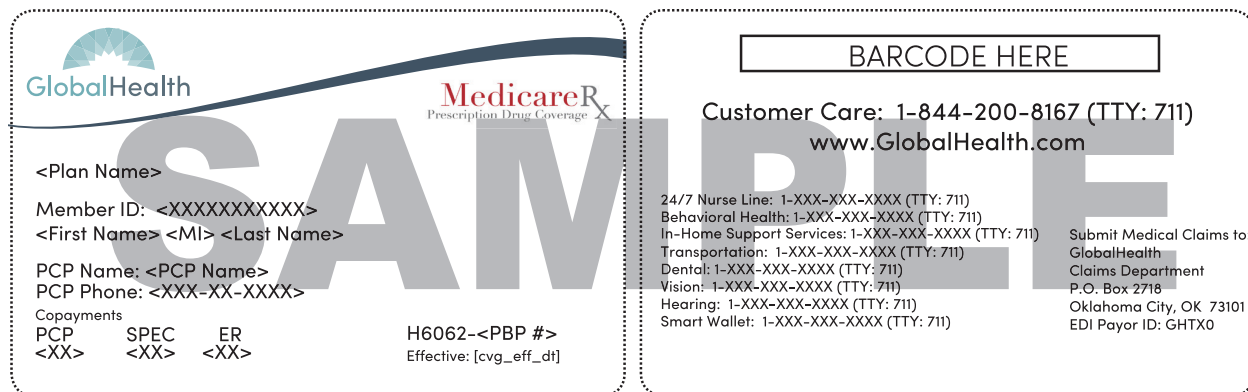 GlobalHealth
MedicareRx
Prescription Drug Coverage
<Plan Name>
Member ID: <XXXXXXXXXXX>
<First Name> <MI> <Last Name>
PCP Name: <PCP Name>
PCP Phone: <XXX-XX-XXXX>
Copayments
PCP SPEC ER
<XX> <XX> <XX>
H6062-<PBP #>
Effective: [cvg_eff_dt]
SAMPLE
BARCODE HERE
Customer Care: 1-844-200-8167 (TTY: 711)
www.GlobalHealth.com
24/7 Nurse Line: 1-XXX-XXX-XXXX (TTY: 711)
Behavioral Health: 1-XXX-XXX-XXXX (TTY: 711)
In-Home Support Services: 1-XXX-XXX-XXXX (TTY: 711)
Transportation: 1-XXX-XXX-XXXX (TTY: 711)
Dental: 1-XXX-XXX-XXXX (TTY: 711)
Vision: 1-XXX-XXX-XXXX (TTY: 711)
Hearing: 1-XXX-XXX-XXXX (TTY: 711)
Smart Wallet: 1-XXX-XXX-XXXX (TTY: 711)
Submit Medical Claims to:
GlobalHealth
Claims Department
P.O. Box 2718
Oklahoma City, OK 73101
EDI Payor ID: GHTX0